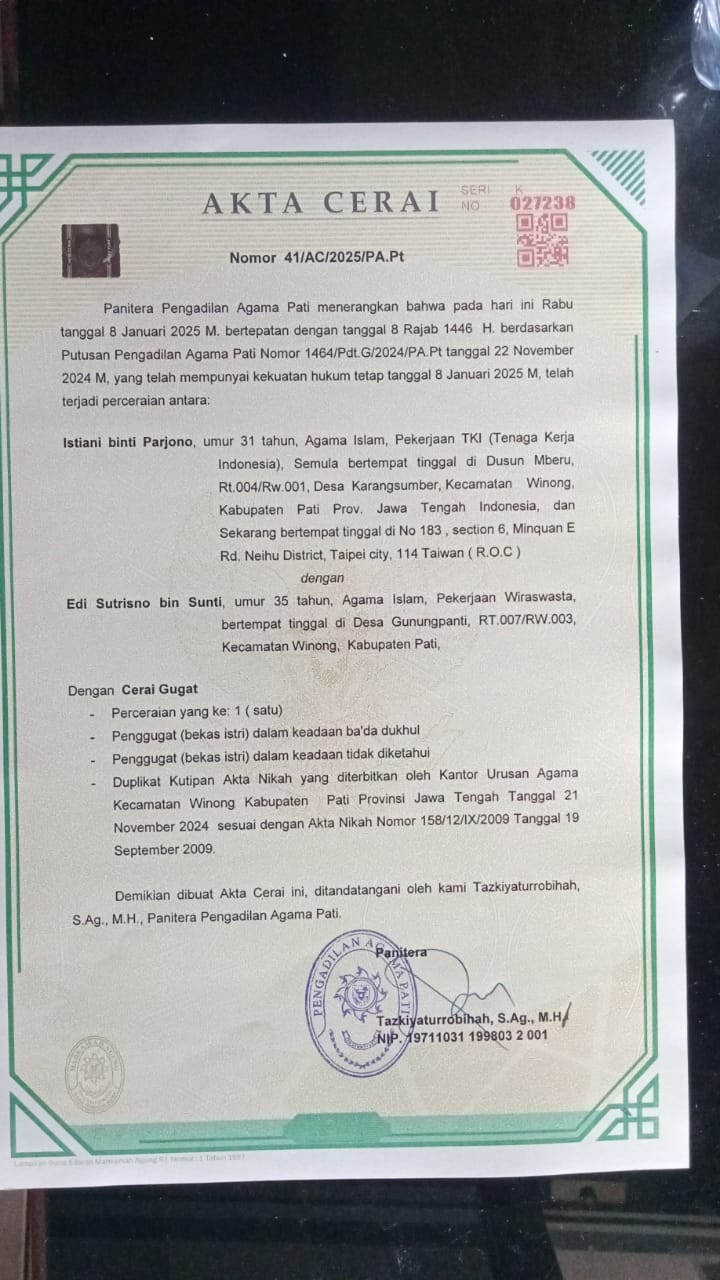 AKTA CERAI
SERI K
NO 027238
Nomor 41/AC/2025/PA.Pt
Panitera Pengadilan Agama Pati menerangkan bahwa pada hari ini Rabu
tanggal 8 Januari 2025 M. bertepatan dengan tanggal 8 Rajab 1446 H. berdasarkan
Putusan Pengadilan Agama Pati Nomor 1464/Pdt.G/2024/PA.Pt tanggal 22 November
2024 M, yang telah mempunyai kekuatan hukum tetap tanggal 8 Januari 2025 M, telah
terjadi perceraian antara:
Istiani binti Parjono, umur 31 tahun, Agama Islam, Pekerjaan TKI (Tenaga Kerja
Indonesia), Semula bertempat tinggal di Dusun Mberu,
Rt.004/Rw.001, Desa Karangsumber, Kecamatan Winong,
Kabupaten Pati Prov. Jawa Tengah Indonesia, dan
Sekarang bertempat tinggal di No 183 , section 6, Minquan E
Rd. Neihu District, Taipei city, 114 Taiwan ( R.O.C )
dengan
Edi Sutrisno bin Sunti, umur 35 tahun, Agama Islam, Pekerjaan Wiraswasta,
bertempat tinggal di Desa Gunungpanti, RT.007/RW.003,
Kecamatan Winong, Kabupaten Pati,
Dengan Cerai Gugat
- Perceraian yang ke: 1 ( satu)
- Penggugat (bekas istri) dalam keadaan ba'da dukhul
- Penggugat (bekas istri) dalam keadaan tidak diketahui
- Duplikat Kutipan Akta Nikah yang diterbitkan oleh Kantor Urusan Agama
Kecamatan Winong Kabupaten Pati Provinsi Jawa Tengah Tanggal 21
November 2024 sesuai dengan Akta Nikah Nomor 158/12/IX/2009 Tanggal 19
September 2009.
Demikian dibuat Akta Cerai ini, ditandatangani oleh kami Tazkiyaturrobihah,
S.Ag., M.H., Panitera Pengadilan Agama Pati.
Panitera
PENGADILAN AGAMA PATI
Tazkiyaturrobihah, S.Ag., M.H
NIP. 19711031 199803 2 001